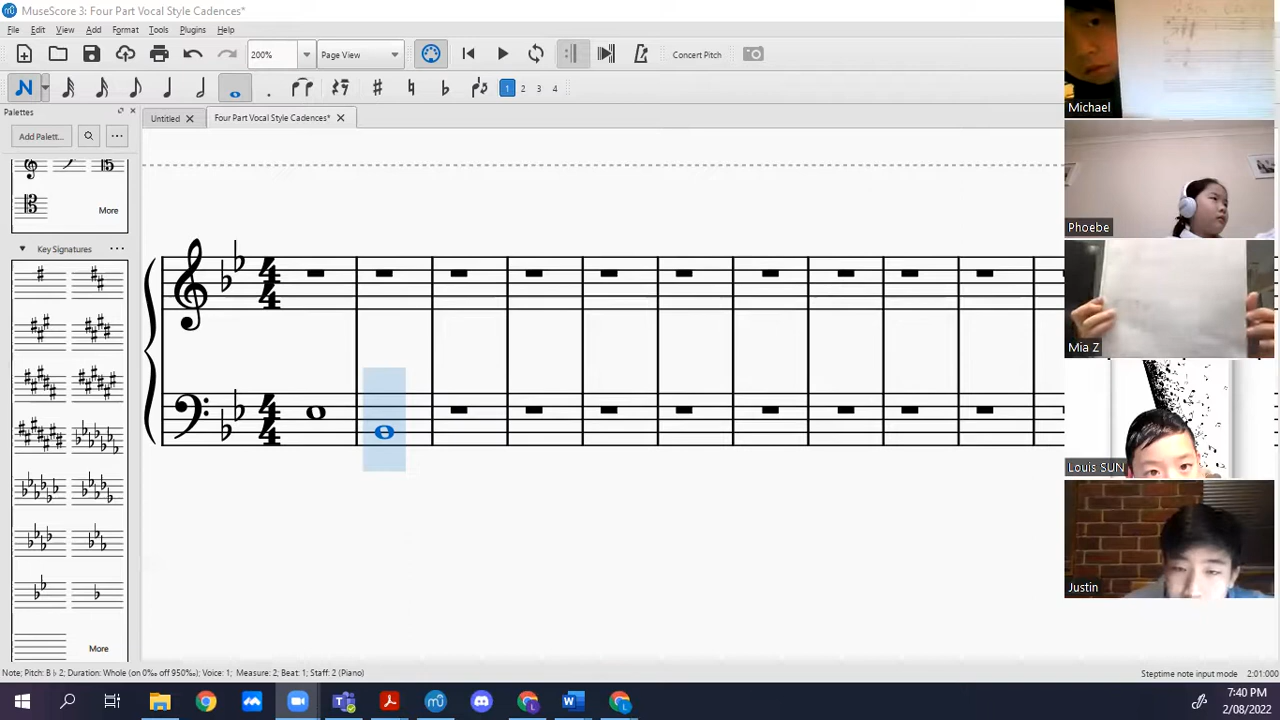 MuseScore 3: Four Part Vocal Style Cadences*
File Edit View Add Format Tools Plugins Help
200% Page View Concert Pitch
1 2 3 4
Palettes
Untitled Four Part Vocal Style Cadences*
Add Palett...
More
Key Signatures
More
Note; Pitch: B♭2; Duration: Whole (on 0‰ off 950‰); Voice: 1; Measure: 2; Beat: 1; Staff: 2 (Piano) Steptime note input mode 2:01:000
Michael
Phoebe
Mia Z
Louis SUN
Justin
7:40 PM
2/08/2022